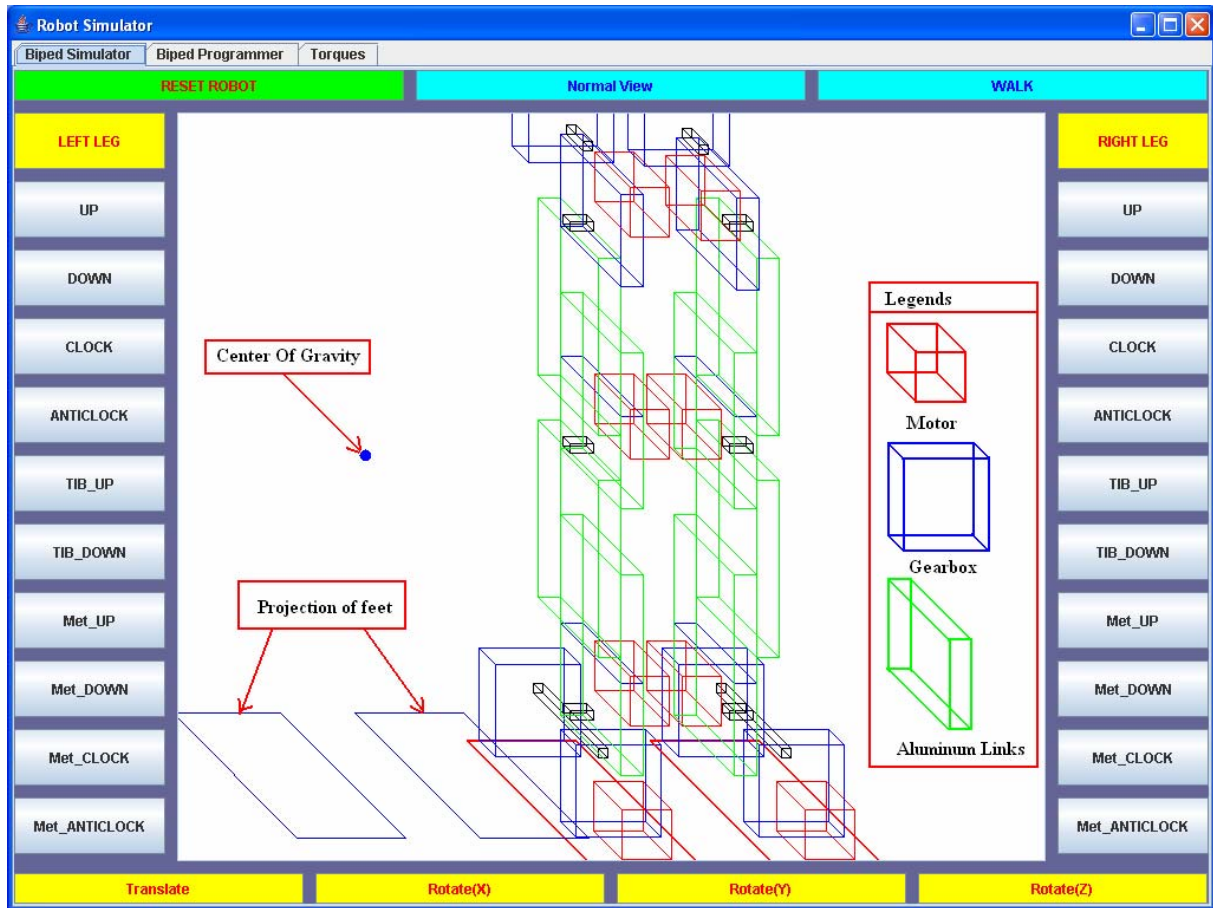 Robot Simulator
Biped Simulator Biped Programmer Torques
RESET ROBOT Normal View WALK
LEFT LEG
UP
DOWN
CLOCK
ANTICLOCK
TIB_UP
TIB_DOWN
Met_UP
Met_DOWN
Met_CLOCK
Met_ANTICLOCK
Center Of Gravity
Projection of feet
Legends
Motor
Gearbox
Aluminum Links
RIGHT LEG
UP
DOWN
CLOCK
ANTICLOCK
TIB_UP
TIB_DOWN
Met_UP
Met_DOWN
Met_CLOCK
Met_ANTICLOCK
Translate Rotate(X) Rotate(Y) Rotate(Z)